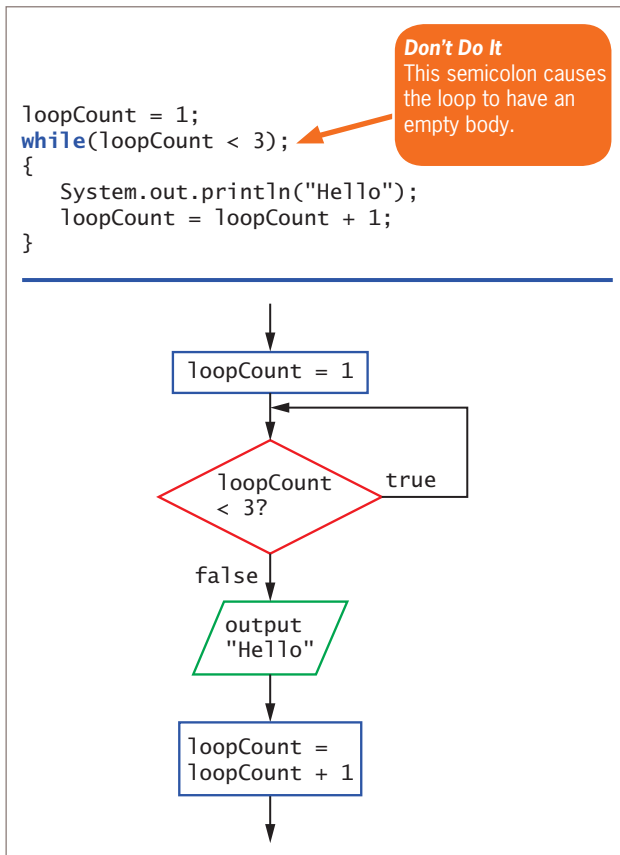 Don't Do It
This semicolon causes
the loop to have an
empty body.
loopCount = 1;
while(loopCount < 3);
{
System.out.println("Hello");
loopCount = loopCount + 1;
}
loopCount = 1
loopCount
< 3?
true
false
output
"Hello"
loopCount =
loopCount + 1